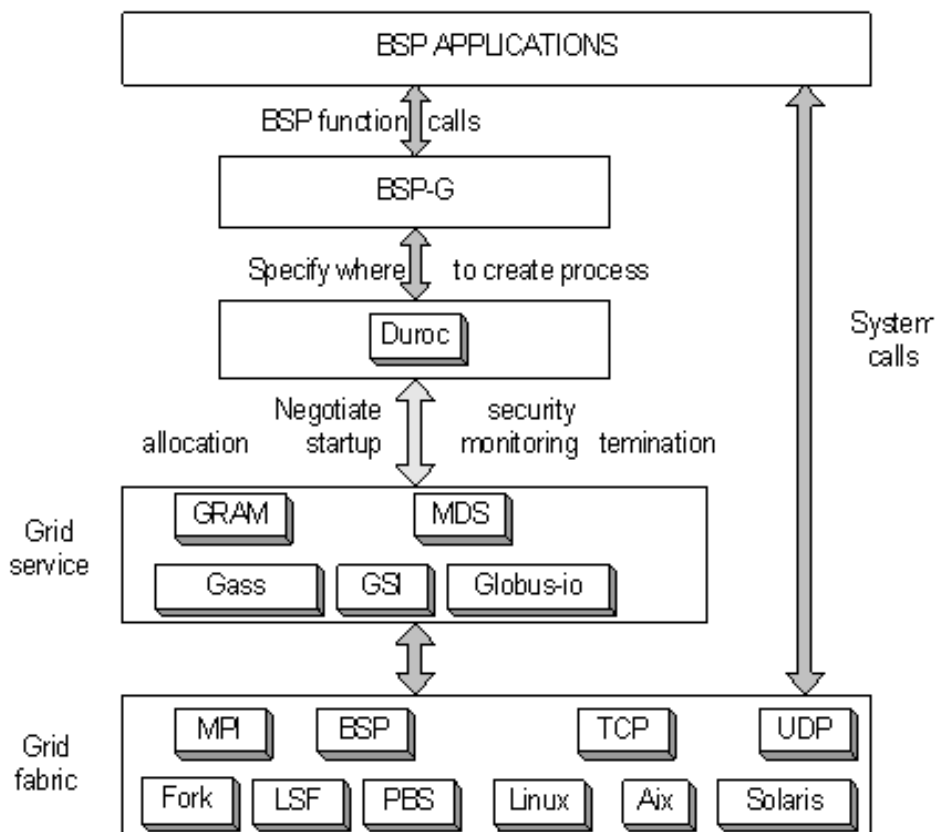 BSP APPLICATIONS
BSP function calls
BSP-G
Specify where to create process
Duroc
System
calls
Negotiate security
allocation startup monitoring temination
Grid
service
GRAM MDS
Gass GSI Globus-io
Grid
fabric
MPI BSP TCP UDP
Fork LSF PBS Linux Aix Solaris